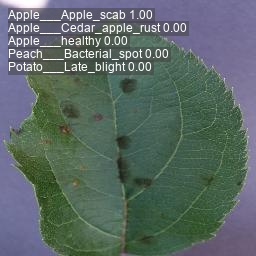 Apple___Apple_scab 1.00
Apple___Cedar_apple_rust 0.00
Apple___healthy 0.00
Peach___Bacterial_spot 0.00
Potato___Late_blight 0.00